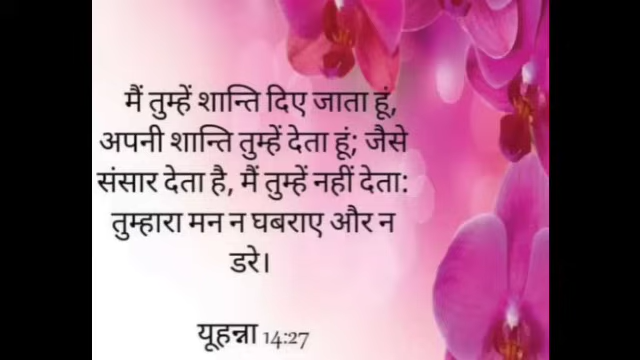 मैं तुम्हें शान्ति दिए जाता हूं,
अपनी शान्ति तुम्हें देता हूं; जैसे
संसार देता है, मैं तुम्हें नहीं देता:
तुम्हारा मन न घबराए और न
डरे।
यूहन्ना 14:27